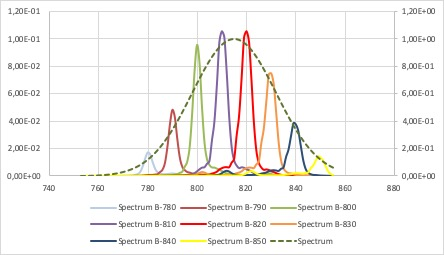 1,20E-01 1,20E+00
1,00E-01 1,00E+00
8,00E-02 8,00E-01
6,00E-02 6,00E-01
4,00E-02 4,00E-01
2,00E-02 2,00E-01
0,00E+00 0,00E+00
740 760 780 800 820 840 860 880
Spectrum B-780 Spectrum B-790 Spectrum B-800
Spectrum B-810 Spectrum B-820 Spectrum B-830
Spectrum B-840 Spectrum B-850 Spectrum